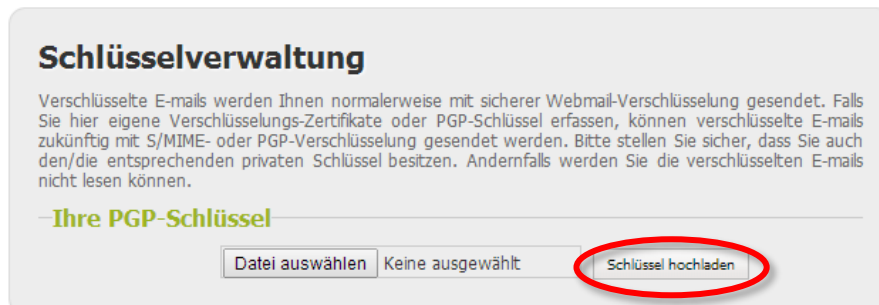 Schlüsselverwaltung
Verschlüsselte E-mails werden Ihnen normalerweise mit sicherer Webmail-Verschlüsselung gesendet. Falls
Sie hier eigene Verschlüsselungs-Zertifikate oder PGP-Schlüssel erfassen, können verschlüsselte E-mails
zukünftig mit S/MIME- oder PGP-Verschlüsselung gesendet werden. Bitte stellen Sie sicher, dass Sie auch
den/die entsprechenden privaten Schlüssel besitzen. Andernfalls werden Sie die verschlüsselten E-mails
nicht lesen können.
Ihre PGP-Schlüssel
Datei auswählen Keine ausgewählt Schlüssel hochladen